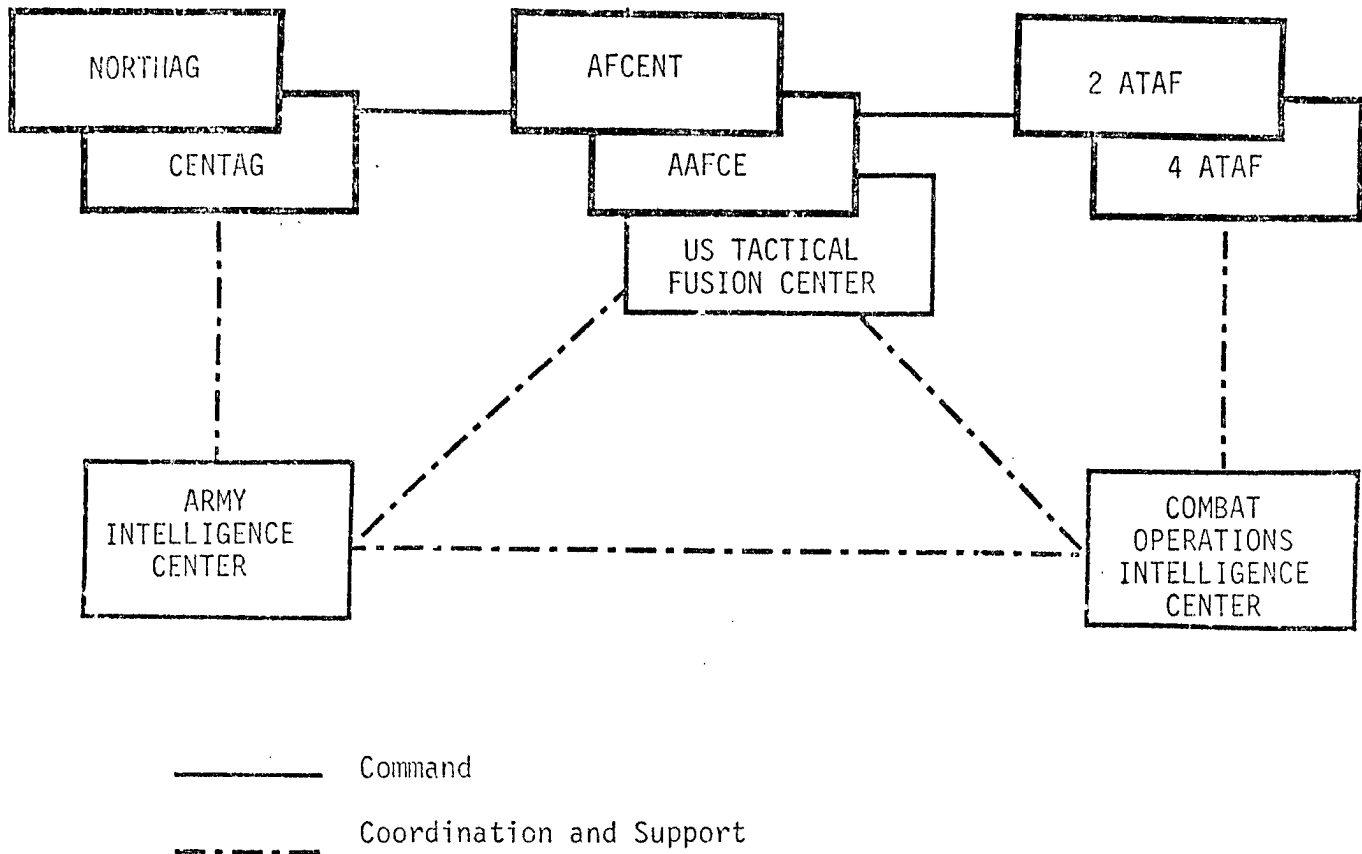 NORTHAG
CENTAG
AFCENT
AAFCE
US TACTICAL
FUSION CENTER
2 ATAF
4 ATAF
ARMY
INTELLIGENCE
CENTER
COMBAT
OPERATIONS
INTELLIGENCE
CENTER
Command
Coordination and Support